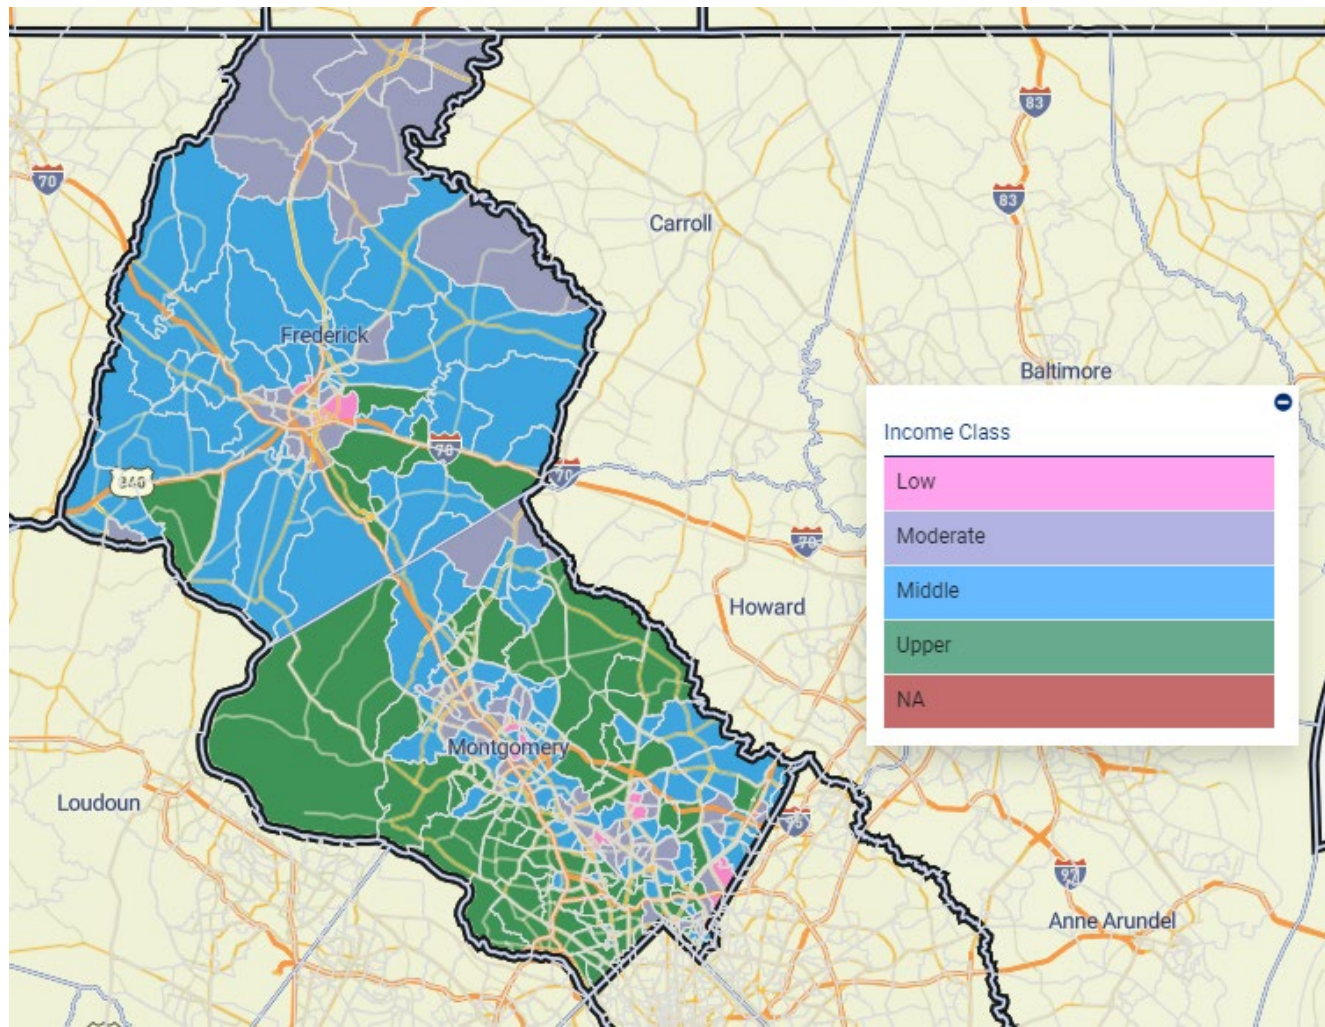 83
70
83
Carroll
Frederick
Baltimore
Income Class
Low
Moderate
Middle
Upper
NA
70
70
340
70
Howard
Montgomery
Loudoun
95
97
Anne Arundel